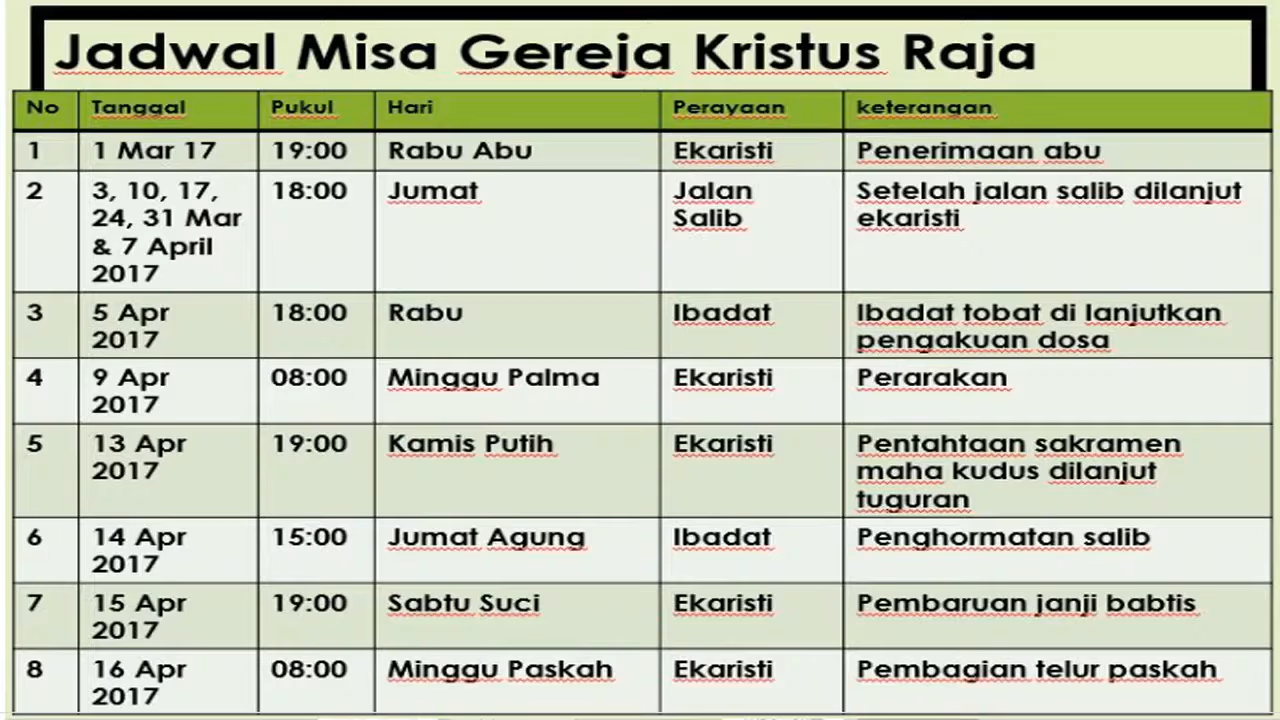 Jadwal Misa Gereja Kristus Raja
No Tanggal Pukul Hari Perayaan keterangan
1 1 Mar 17 19:00 Rabu Abu Ekaristi Penerimaan abu
2 3, 10, 17, 18:00 Jumat Jalan Setelah jalan salib dilanjut
24, 31 Mar Salib ekaristi
& 7 April
2017
3 5 Apr 18:00 Rabu Ibadat Ibadat tobat di lanjutkan
2017 pengakuan dosa
4 9 Apr 08:00 Minggu Palma Ekaristi Perarakan
2017
5 13 Apr 19:00 Kamis Putih Ekaristi Pentahtaan sakramen
2017 maha kudus dilanjut
tuguran
6 14 Apr 15:00 Jumat Agung Ibadat Penghormatan salib
2017
7 15 Apr 19:00 Sabtu Suci Ekaristi Pembaruan janji babtis
2017
8 16 Apr 08:00 Minggu Paskah Ekaristi Pembagian telur paskah
2017